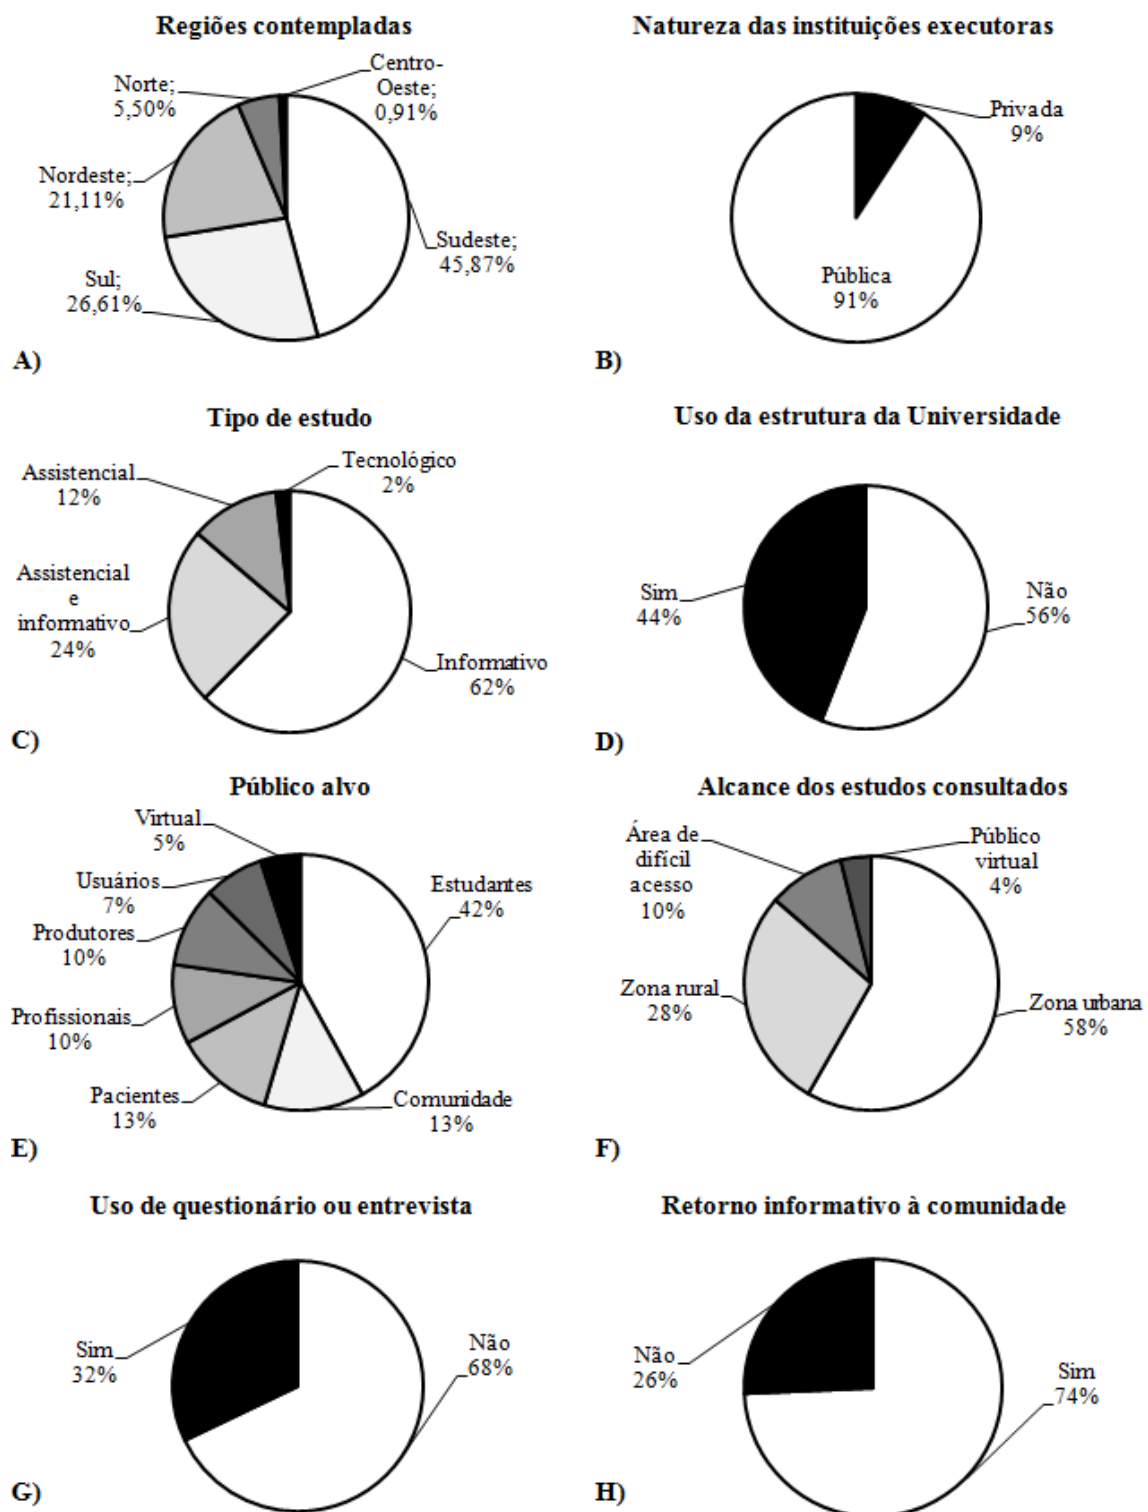 Regiões contempladas
Centro-
Oeste;
0,91%
Norte;
5,50%
Nordeste;
21,11%
Sudeste;
45,87%
Sul;
26,61%
A)
Natureza das instituições executoras
Privada
9%
Pública
91%
B)
Tipo de estudo
Tecnológico
2%
Assistencial
12%
Assistencial
e
informativo
24%
Informativo
62%
C)
Uso da estrutura da Universidade
Sim
44%
Não
56%
D)
Público alvo
Virtual
5%
Usuários
7%
Estudantes
42%
Produtores
10%
Profissionais
10%
Pacientes
13%
Comunidade
13%
E)
Alcance dos estudos consultados
Área de
difícil
acesso
10%
Público
virtual
4%
Zona rural
28%
Zona urbana
58%
F)
Uso de questionário ou entrevista
Sim
32%
Não
68%
G)
Retorno informativo à comunidade
Não
26%
Sim
74%
H)